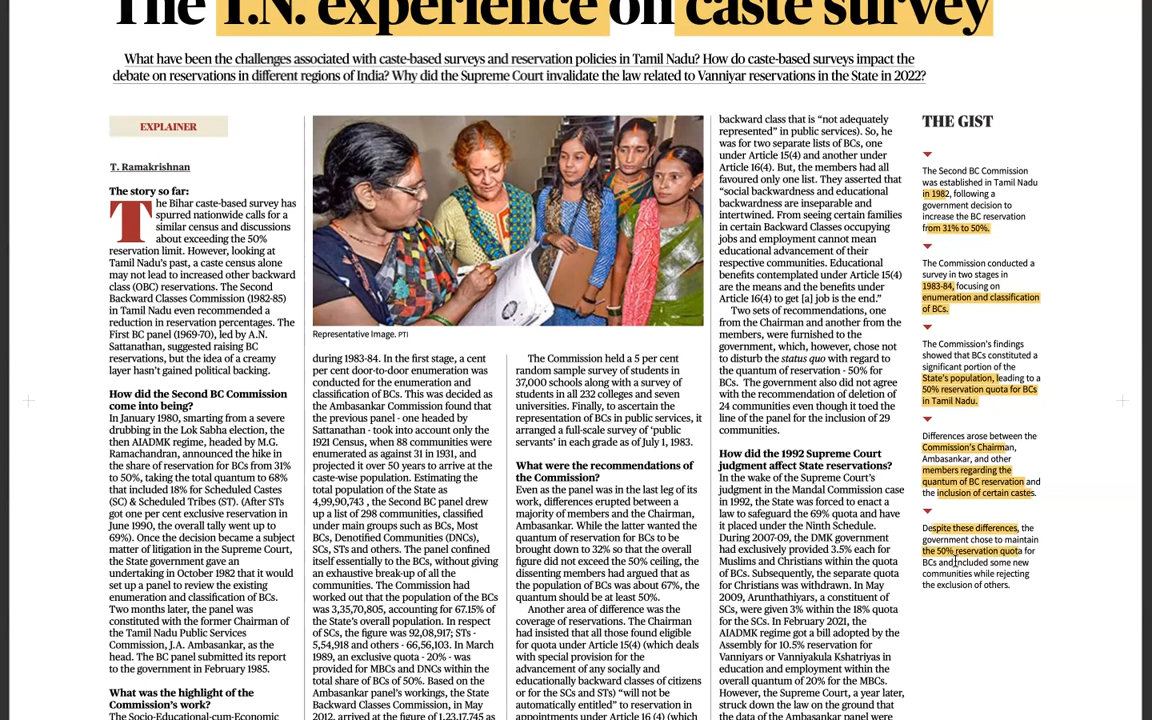 The T.N. experience on caste survey
What have been the challenges associated with caste-based surveys and reservation policies in Tamil Nadu? How do caste-based surveys impact the
debate on reservations in different regions of India? Why did the Supreme Court invalidate the law related to Vanniyar reservations in the State in 2022?
EXPLAINER
T. Ramakrishnan
The story so far:
The Bihar caste-based survey has
spurred nationwide calls for a
similar census and discussions
about exceeding the 50%
reservation limit. However, looking at
Tamil Nadu's past, a caste census alone
may not lead to increased other backward
class (OBC) reservations. The Second
Backward Classes Commission (1982-85)
in Tamil Nadu even recommended a
reduction in reservation percentages. The
First BC panel (1969-70), led by A.N.
Sattanathan, suggested raising BC
reservations, but the idea of a creamy
layer hasn't gained political backing.
How did the Second BC Commission
come into being?
In January 1980, smarting from a severe
drubbing in the Lok Sabha election, the
then AIADMK regime, headed by M.G.
Ramachandran, announced the hike in
the share of reservation for BCs from 31%
to 50%, taking the total quantum to 68%
that included 18% for Scheduled Castes
(SC) & Scheduled Tribes (ST). (After STs
got one per cent exclusive reservation in
June 1990, the overall tally went up to
69%). Once the decision became a subject
matter of litigation in the Supreme Court,
the State government gave an
undertaking in October 1982 that it would
set up a panel to review the existing
enumeration and classification of BCs.
Two months later, the panel was
constituted with the former Chairman of
the Tamil Nadu Public Services
Commission, J.A. Ambasankar, as the
head. The BC panel submitted its report
to the government in February 1985.
What was the highlight of the
Commission's work?
The Socio-Educational-cum-Economic
Representative Image. PTI
during 1983-84. In the first stage, a cent
per cent door-to-door enumeration was
conducted for the enumeration and
classification of BCs. This was decided as
the Ambasankar Commission found that
the previous panel - one headed by
Sattanathan - took into account only the
1921 Census, when 88 communities were
enumerated as against 31 in 1931, and
projected it over 50 years to arrive at the
caste-wise population. Estimating the
total population of the State as
4,99,90,743 , the Second BC panel drew
up a list of 298 communities, classified
under main groups such as BCs, Most
BCs, Denotified Communities (DNCs),
SCs, STs and others. The panel confined
itself essentially to the BCs, without giving
an exhaustive break-up of all the
communities. The Commission had
worked out that the population of the BCs
was 3,35,70,805, accounting for 67.15% of
the State's overall population. In respect
of SCs, the figure was 92,08,917; STs -
5,54,918 and others - 66,56,103. In March
1989, an exclusive quota - 20% - was
provided for MBCs and DNCs within the
total share of BCs of 50%. Based on the
Ambasankar panel's workings, the State
Backward Classes Commission, in May
2012, arrived at the figure of 1,23,17,745 as
The Commission held a 5 per cent
random sample survey of students in
37,000 schools along with a survey of
students in all 232 colleges and seven
universities. Finally, to ascertain the
representation of BCs in public services, it
arranged a full-scale survey of 'public
servants' in each grade as of July 1, 1983.
What were the recommendations of
the Commission?
Even as the panel was in the last leg of its
work, differences erupted between a
majority of members and the Chairman,
Ambasankar. While the latter wanted the
quantum of reservation for BCs to be
brought down to 32% so that the overall
figure did not exceed the 50% ceiling, the
dissenting members had argued that as
the population of BCs was about 67%, the
quantum should be at least 50%.
Another area of difference was the
coverage of reservations. The Chairman
had insisted that all those found eligible
for quota under Article 15(4) (which deals
with special provision for the
advancement of any socially and
educationally backward classes of citizens
or for the SCs and STs) "will not be
automatically entitled" to reservation in
appointments under Article 16 (4) (which
backward class that is "not adequately
represented" in public services). So, he
was for two separate lists of BCs, one
under Article 15(4) and another under
Article 16(4). But, the members had all
favoured only one list. They asserted that
"social backwardness and educational
backwardness are inseparable and
intertwined. From seeing certain families
in certain Backward Classes occupying
jobs and employment cannot mean
educational advancement of their
respective communities. Educational
benefits contemplated under Article 15(4)
are the means and the benefits under
Article 16(4) to get [a] job is the end."
Two sets of recommendations, one
from the Chairman and another from the
members, were furnished to the
government, which, however, chose not
to disturb the status quo with regard to
the quantum of reservation - 50% for
BCs. The government also did not agree
with the recommendation of deletion of
24 communities even though it toed the
line of the panel for the inclusion of 29
communities.
How did the 1992 Supreme Court
judgment affect State reservations?
In the wake of the Supreme Court's
judgment in the Mandal Commission case
in 1992, the State was forced to enact a
law to safeguard the 69% quota and have
it placed under the Ninth Schedule.
During 2007-09, the DMK government
had exclusively provided 3.5% each for
Muslims and Christians within the quota
of BCs. Subsequently, the separate quota
for Christians was withdrawn. In May
2009, Arunthathiyars, a constituent of
SCs, were given 3% within the 18% quota
for the SCs. In February 2021, the
AIADMK regime got a bill adopted by the
Assembly for 10.5% reservation for
Vanniyars or Vanniyakula Kshatriyas in
education and employment within the
overall quantum of 20% for the MBCs.
However, the Supreme Court, a year later,
struck down the law on the ground that
the data of the Ambasankar panel were
THE GIST
The Second BC Commission
was established in Tamil Nadu
in 1982, following a
government decision to
increase the BC reservation
from 31% to 50%.
The Commission conducted a
survey in two stages in
1983-84, focusing on
enumeration and classification
of BCs.
The Commission's findings
showed that BCs constituted a
significant portion of the
State's population, leading to a
50% reservation quota for BCs
in Tamil Nadu.
Differences arose between the
Commission's Chairman,
Ambasankar, and other
members regarding the
quantum of BC reservation and
the inclusion of certain castes.
Despite these differences, the
government chose to maintain
the 50% reservation quota for
BCs and included some new
communities while rejecting
the exclusion of others.